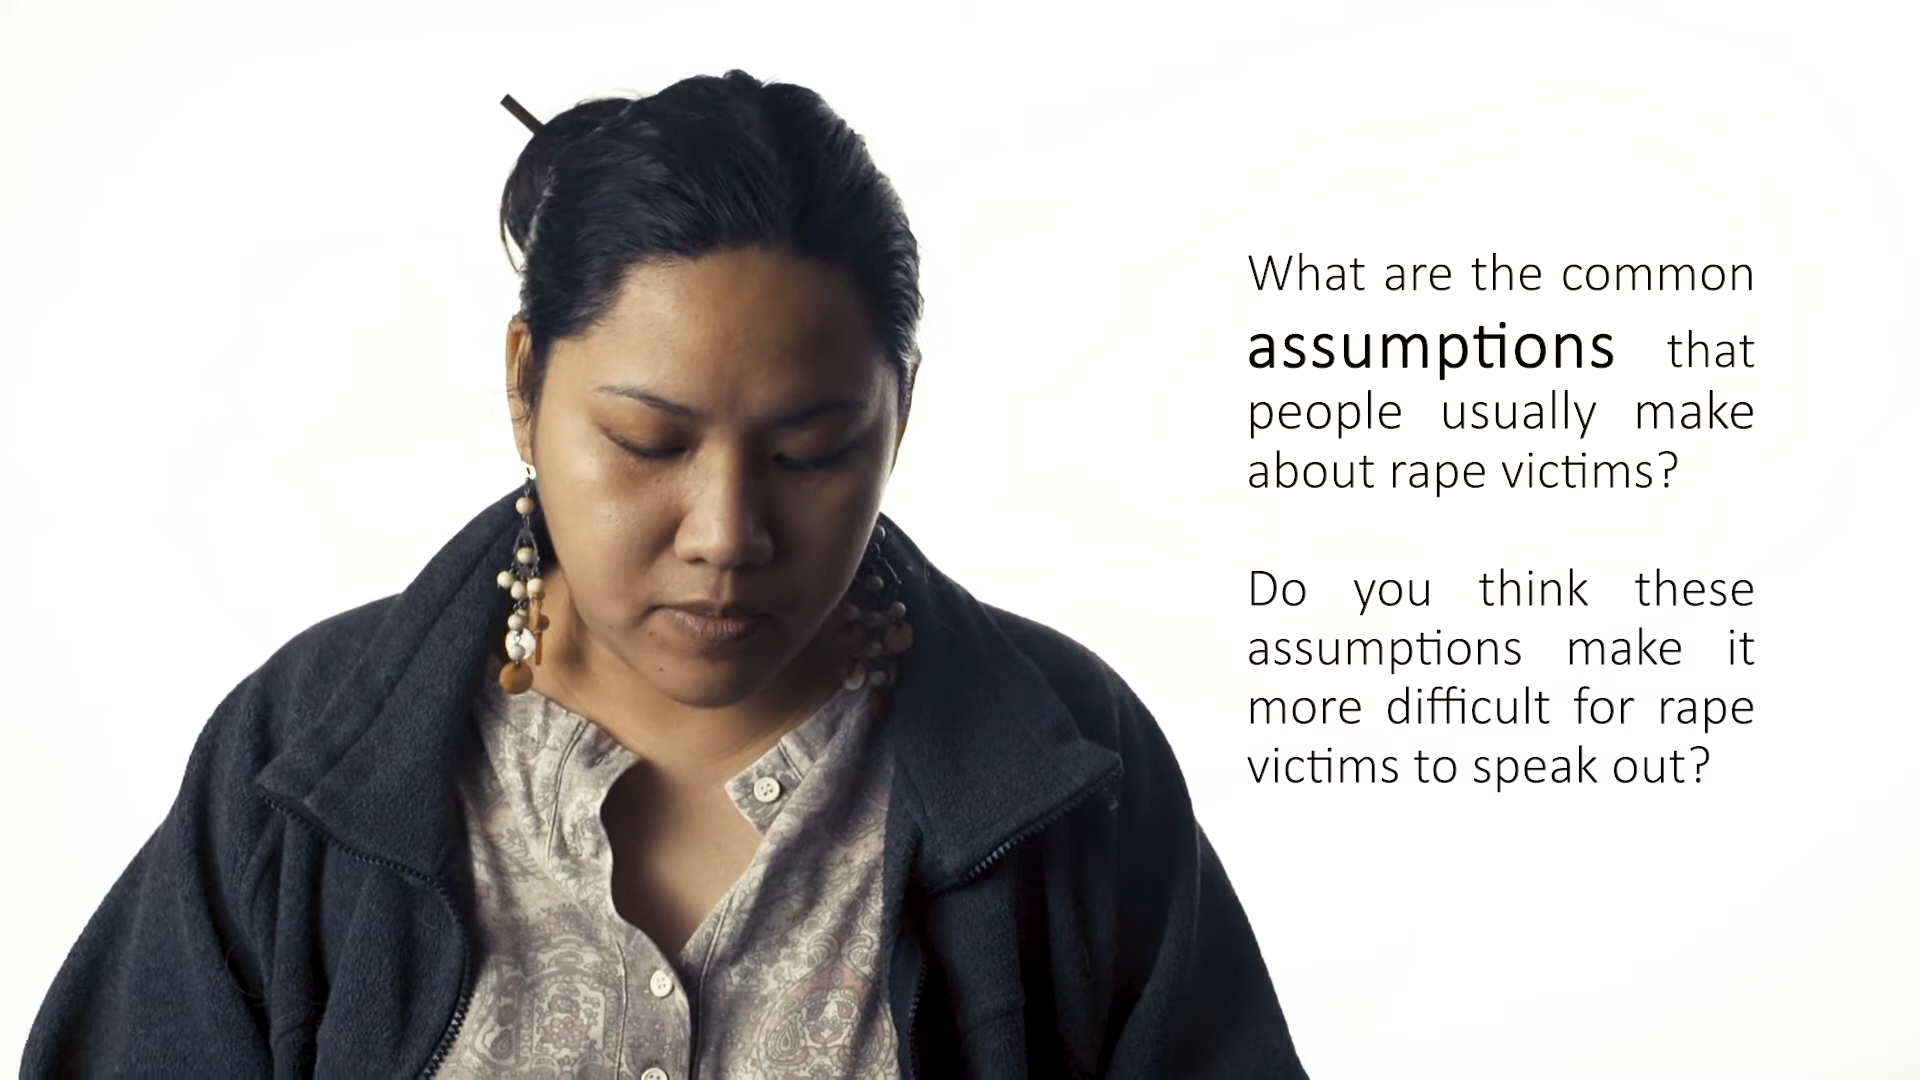 What are the common
assumptions that
people usually make
about rape victims?
Do you think these
assumptions make it
more difficult for rape
victims to speak out?